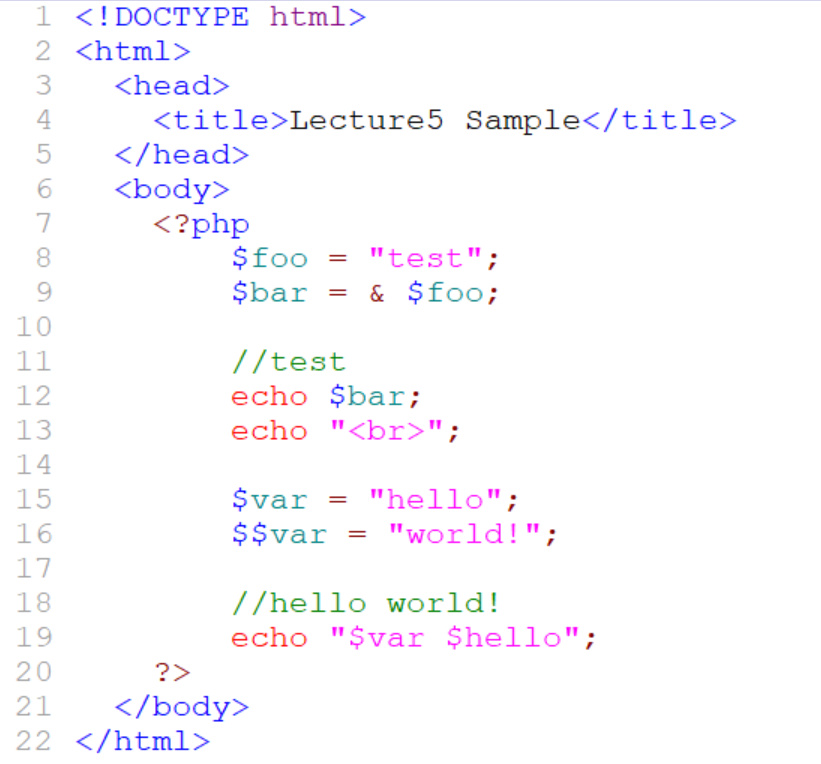 1 <!DOCTYPE html>
2 <html>
3   <head>
4     <title>Lecture5 Sample</title>
5   </head>
6   <body>
7     <?php
8         $foo = "test";
9         $bar = & $foo;
10
11         //test
12         echo $bar;
13         echo "<br>";
14
15         $var = "hello";
16         $$var = "world!";
17
18         //hello world!
19         echo "$var $hello";
20     ?>
21   </body>
22 </html>